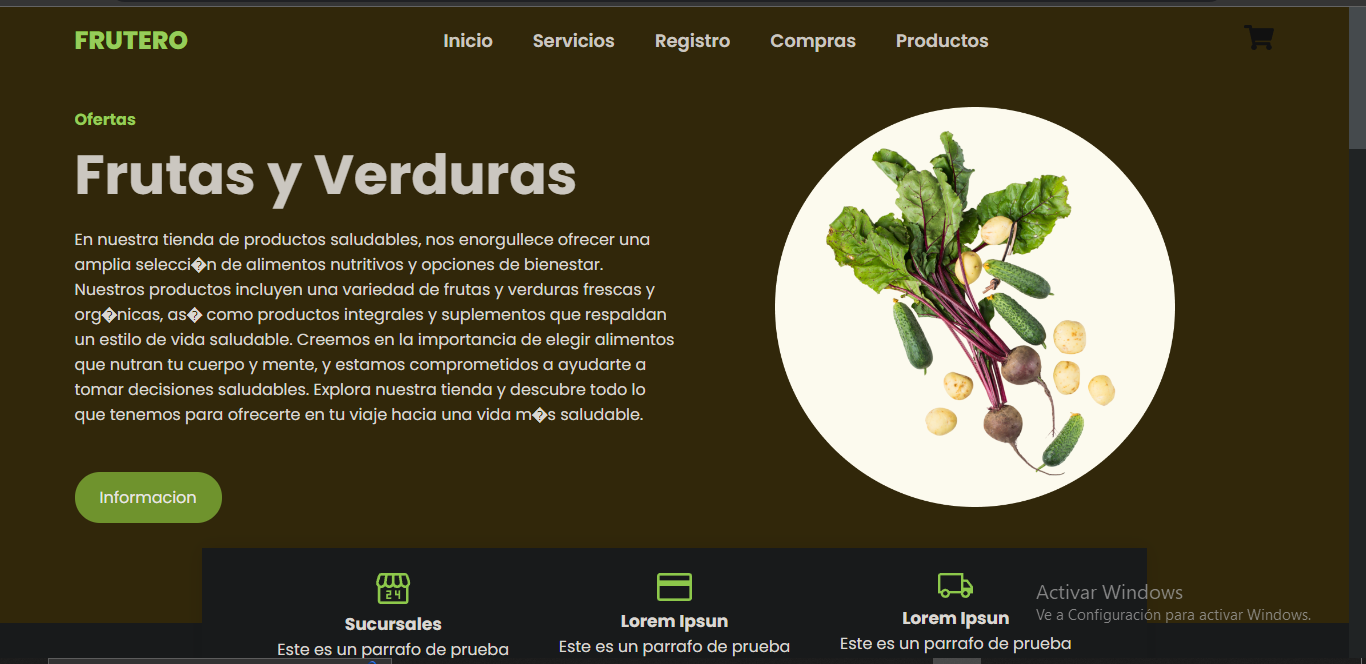 FRUTERO
Inicio Servicios Registro Compras Productos
Ofertas
Frutas y Verduras
En nuestra tienda de productos saludables, nos enorgullece ofrecer una
amplia selecci�n de alimentos nutritivos y opciones de bienestar.
Nuestros productos incluyen una variedad de frutas y verduras frescas y
org�nicas, as� como productos integrales y suplementos que respaldan
un estilo de vida saludable. Creemos en la importancia de elegir alimentos
que nutran tu cuerpo y mente, y estamos comprometidos a ayudarte a
tomar decisiones saludables. Explora nuestra tienda y descubre todo lo
que tenemos para ofrecerte en tu viaje hacia una vida m�s saludable.
Informacion
24
Sucursales
Este es un parrafo de prueba
Lorem Ipsun
Este es un parrafo de prueba
Lorem Ipsun
Este es un parrafo de prueba
Activar Windows
Ve a Configuración para activar Windows.